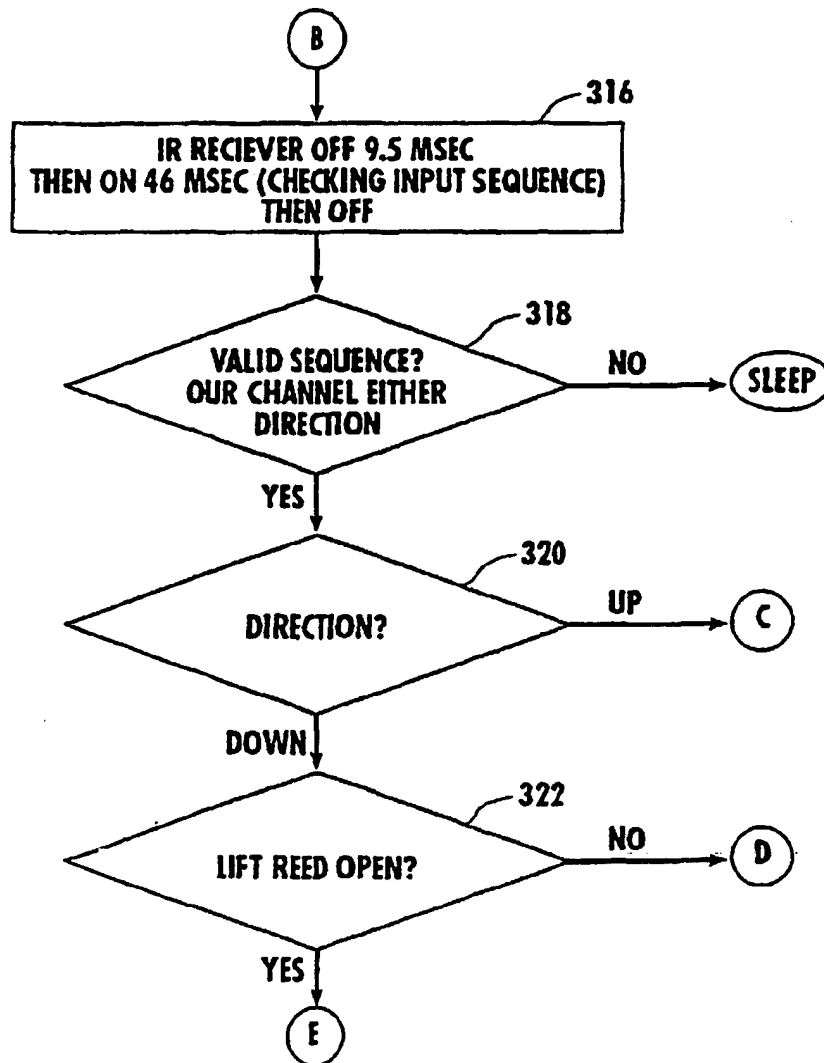 B
316
IR RECIEVER OFF 9.5 MSEC
THEN ON 46 MSEC (CHECKING INPUT SEQUENCE)
THEN OFF
318
VALID SEQUENCE?
OUR CHANNEL EITHER
DIRECTION
NO
SLEEP
YES
320
DIRECTION?
UP
C
DOWN
322
LIFT REED OPEN?
NO
D
YES
E